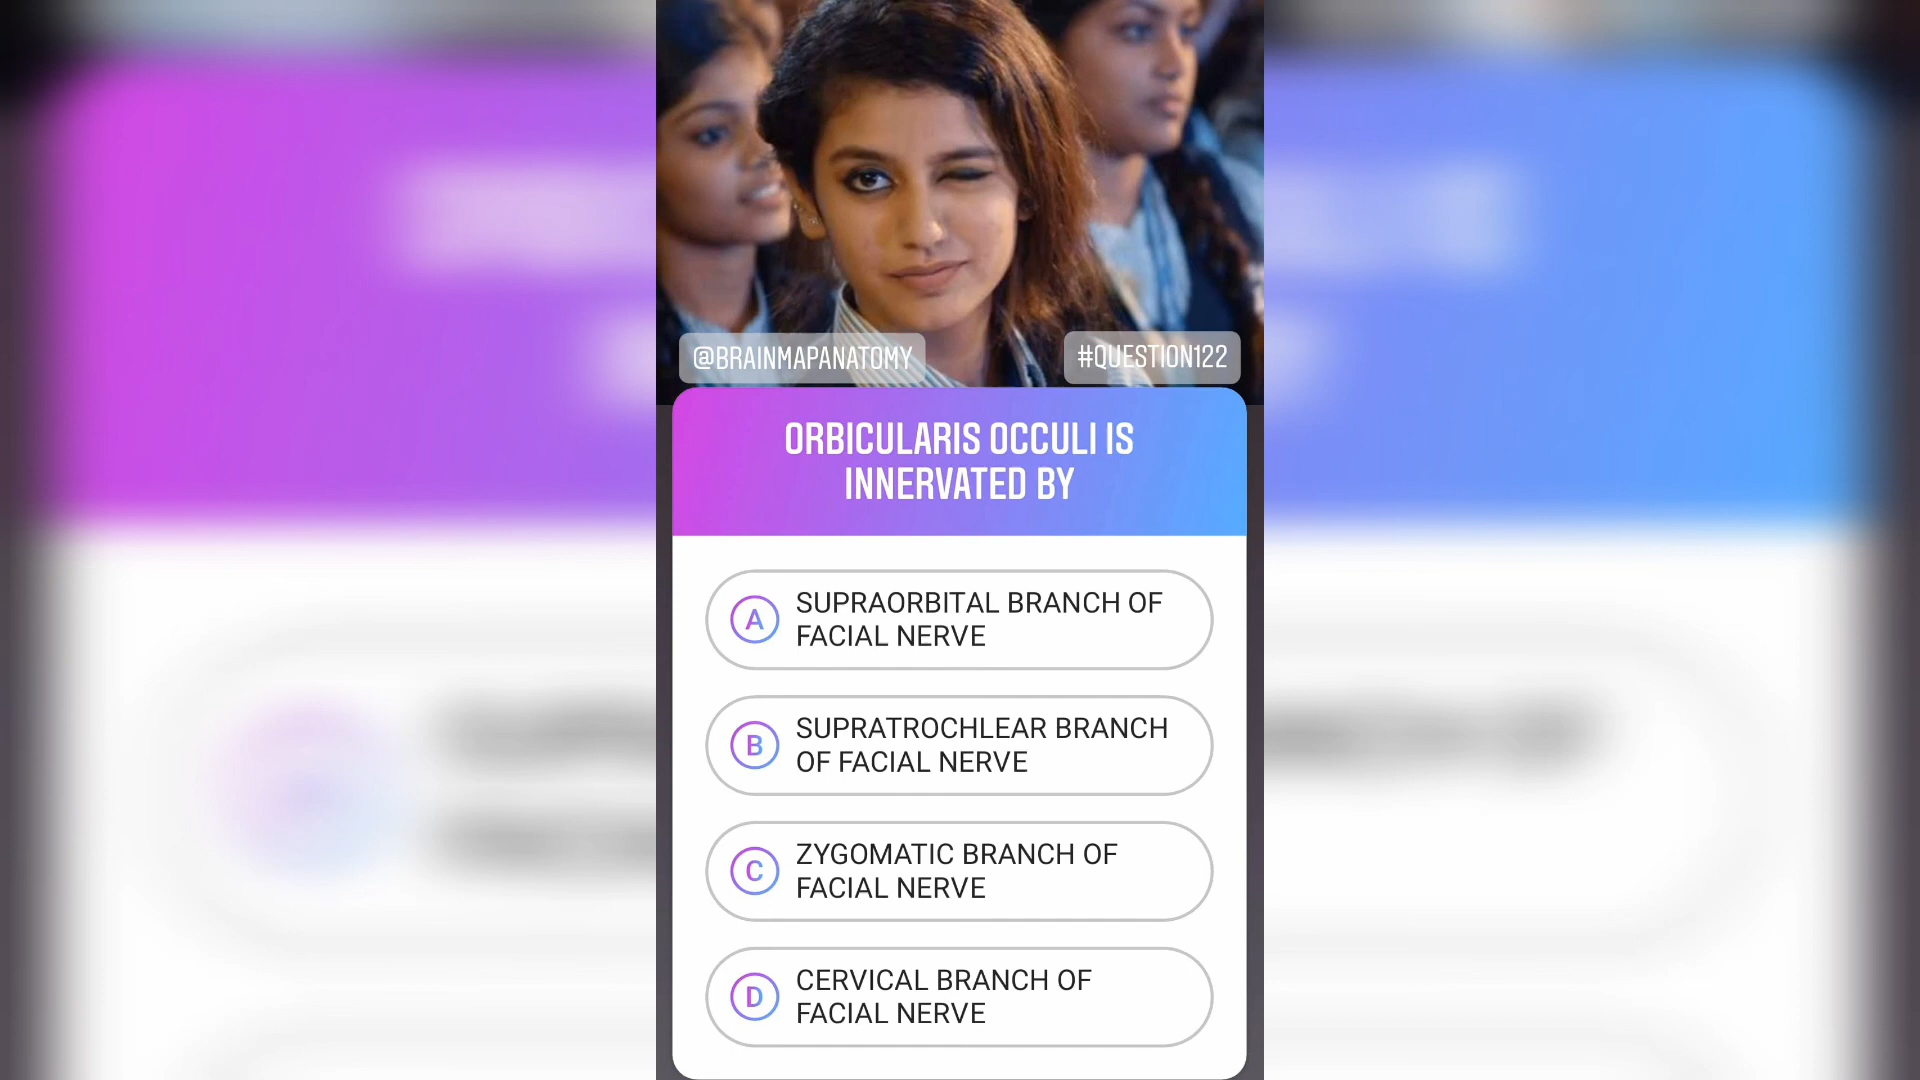 @BRAINMAPANATOMY
#QUESTION122
ORBICULARIS OCCULI IS
INNERVATED BY
A
SUPRAORBITAL BRANCH OF
FACIAL NERVE
B
SUPRATROCHLEAR BRANCH
OF FACIAL NERVE
C
ZYGOMATIC BRANCH OF
FACIAL NERVE
D
CERVICAL BRANCH OF
FACIAL NERVE